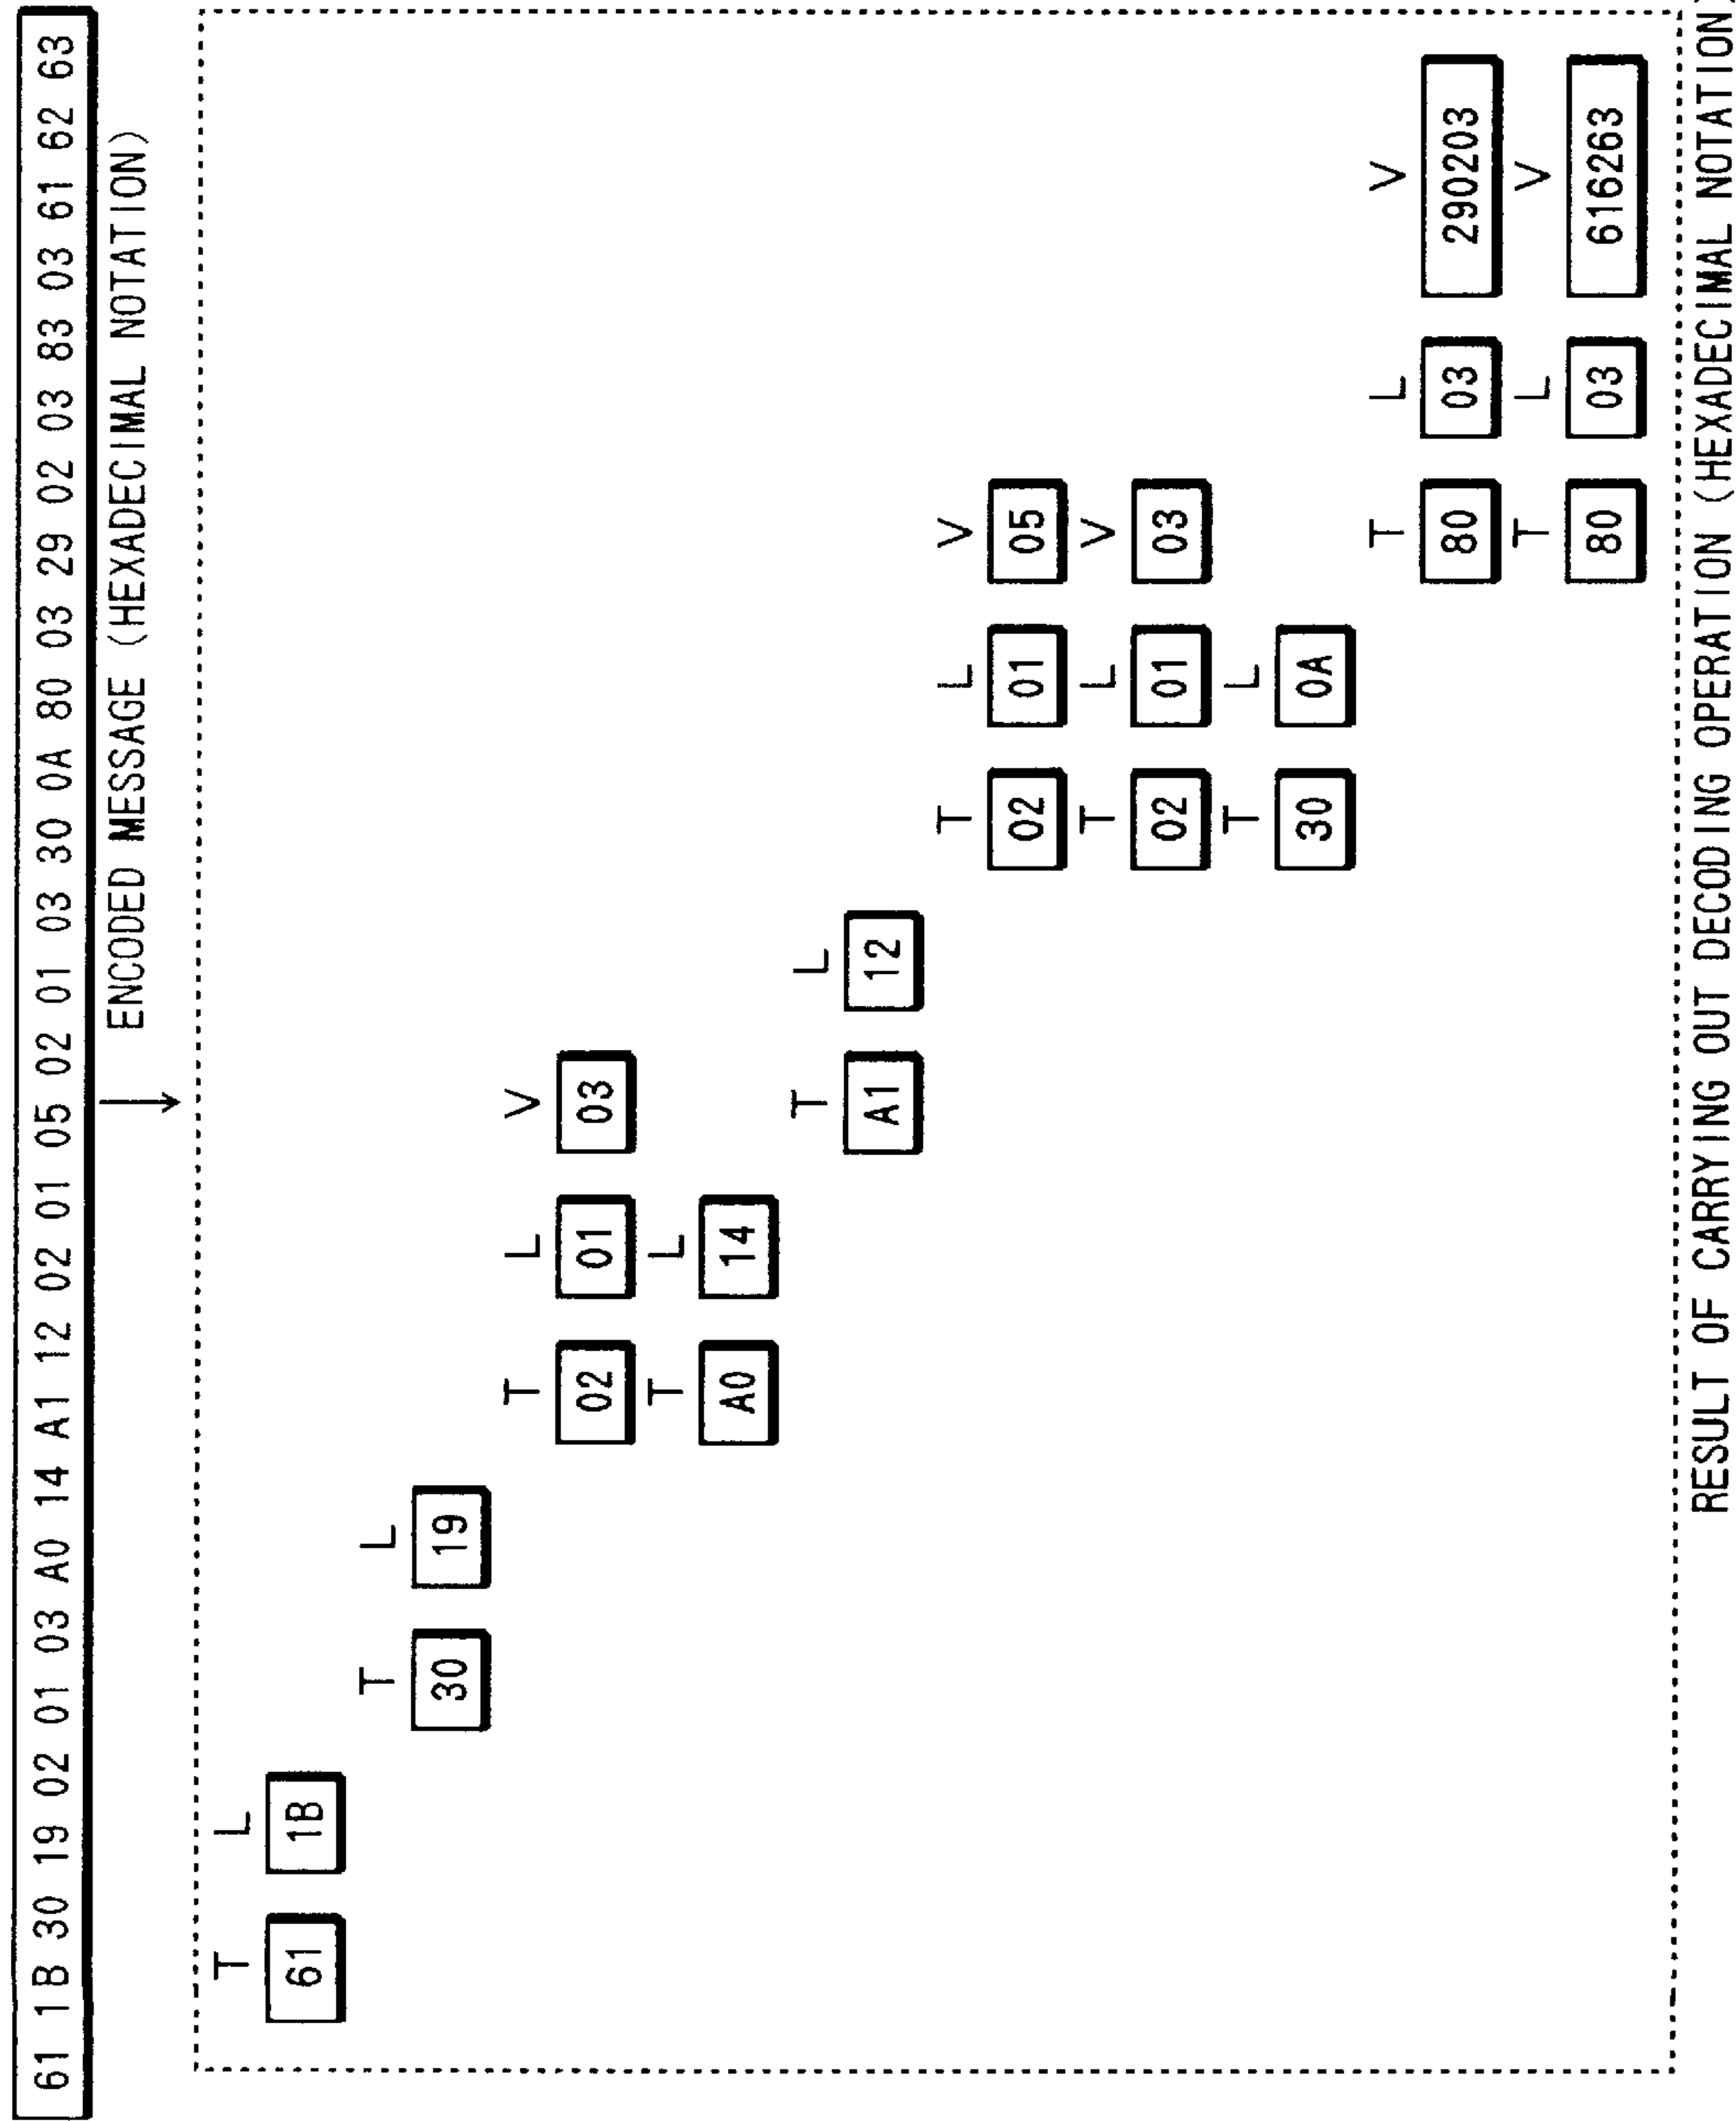 61 1B 30 19 02 01 03 A0 14 A1 12 02 01 05 02 01 03 30 0A 80 03 29 02 03 83 03 61 62 63
ENCODED MESSAGE (HEXADECIMAL NOTATION)
T L
61 1B
T L
30 19
T L V
02 01 03
T L
A0 14
T L
A1 12
T L V
02 01 05
T L V
02 01 03
T L
30 0A
T L V
80 03 290203
T L V
80 03 616263
RESULT OF CARRYING OUT DECODING OPERATION (HEXADECIMAL NOTATION)